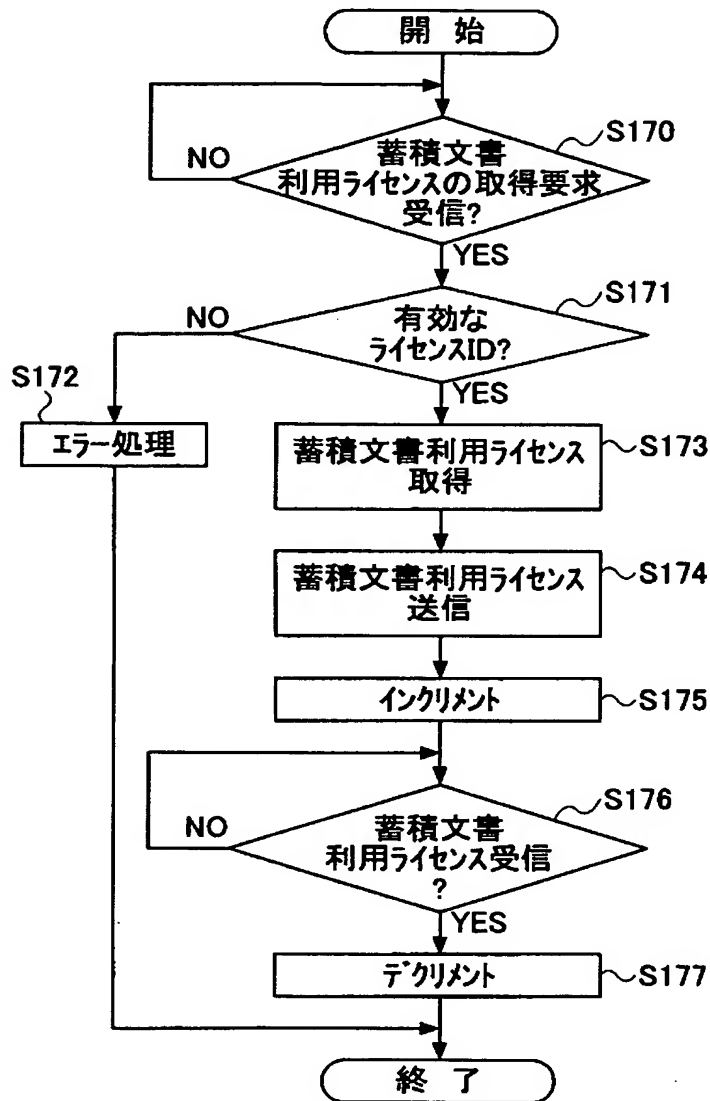 開 始
S170
NO
蓄積文書
利用ライセンスの取得要求
受信?
YES
S171
NO
有効な
ライセンスID?
YES
S172
エラー処理
蓄積文書利用ライセンス
取得
S173
蓄積文書利用ライセンス
送信
S174
インクリメント
S175
S176
NO
蓄積文書
利用ライセンス受信
?
YES
デクリメント
S177
終 了